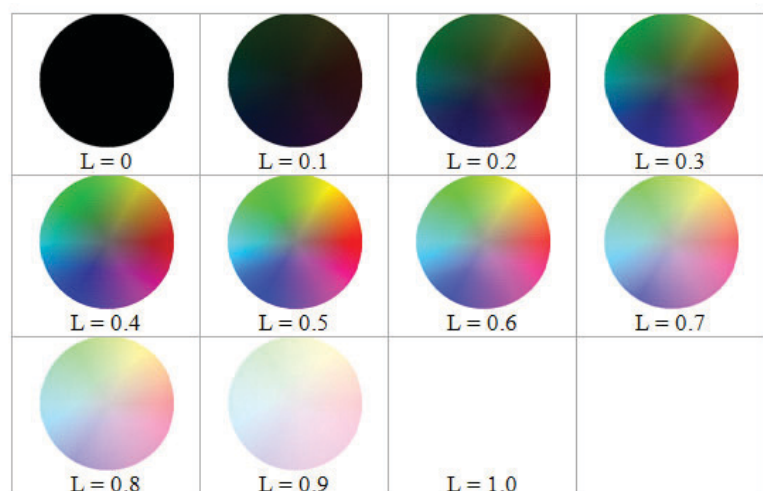 L = 0
L = 0.1
L = 0.2
L = 0.3
L = 0.4
L = 0.5
L = 0.6
L = 0.7
L = 0.8
L = 0.9
L = 1.0